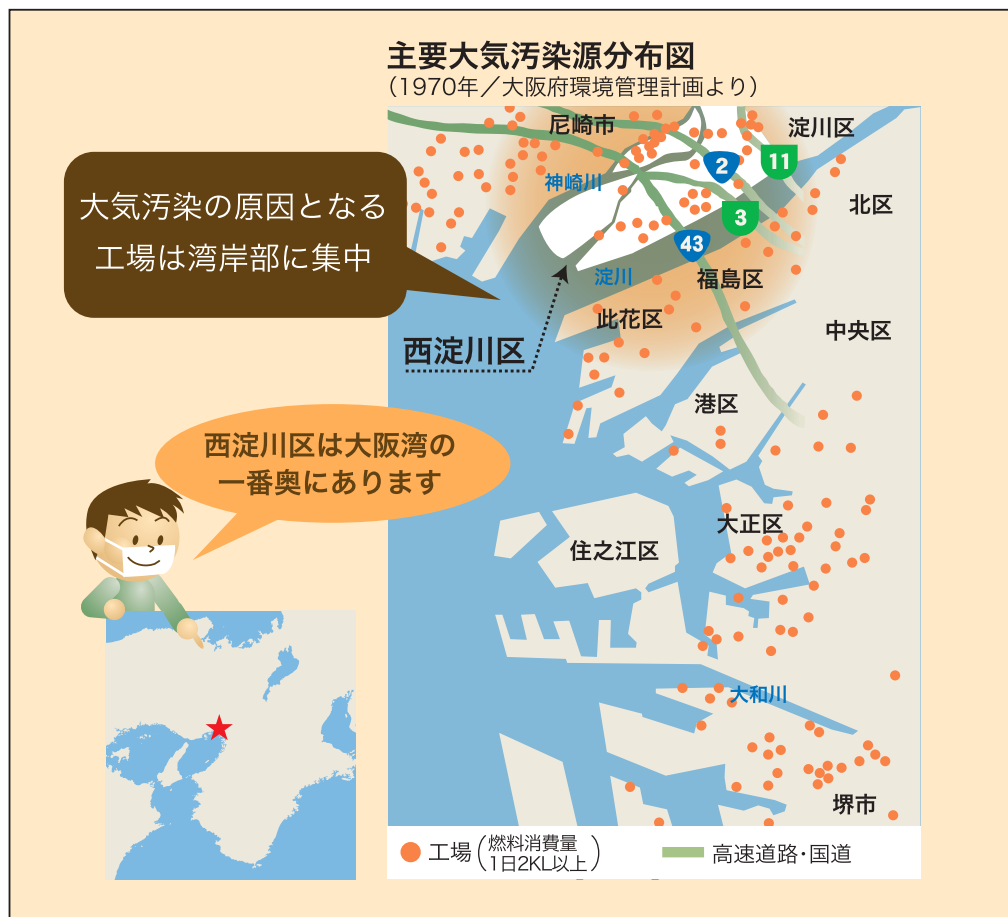 主要大気汚染源分布図
（1970年／大阪府環境管理計画より）
尼崎市
淀川区
2
11
神崎川
3
北区
43
大気汚染の原因となる
工場は湾岸部に集中
淀川
福島区
此花区
中央区
西淀川区
港区
西淀川区は大阪湾の
一番奥にあります
大正区
住之江区
大和川
堺市
工場（燃料消費量
1日2KL以上）
高速道路・国道